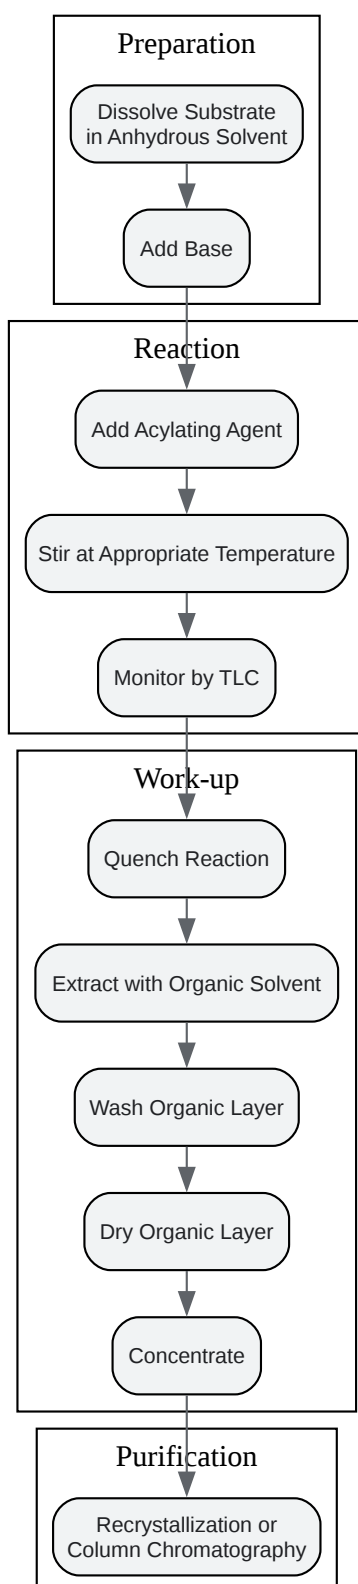 Preparation
Dissolve Substrate
in Anhydrous Solvent
Add Base
Reaction
Add Acylating Agent
Stir at Appropriate Temperature
Monitor by TLC
Work-up
Quench Reaction
Extract with Organic Solvent
Wash Organic Layer
Dry Organic Layer
Concentrate
Purification
Recrystallization or
Column Chromatography